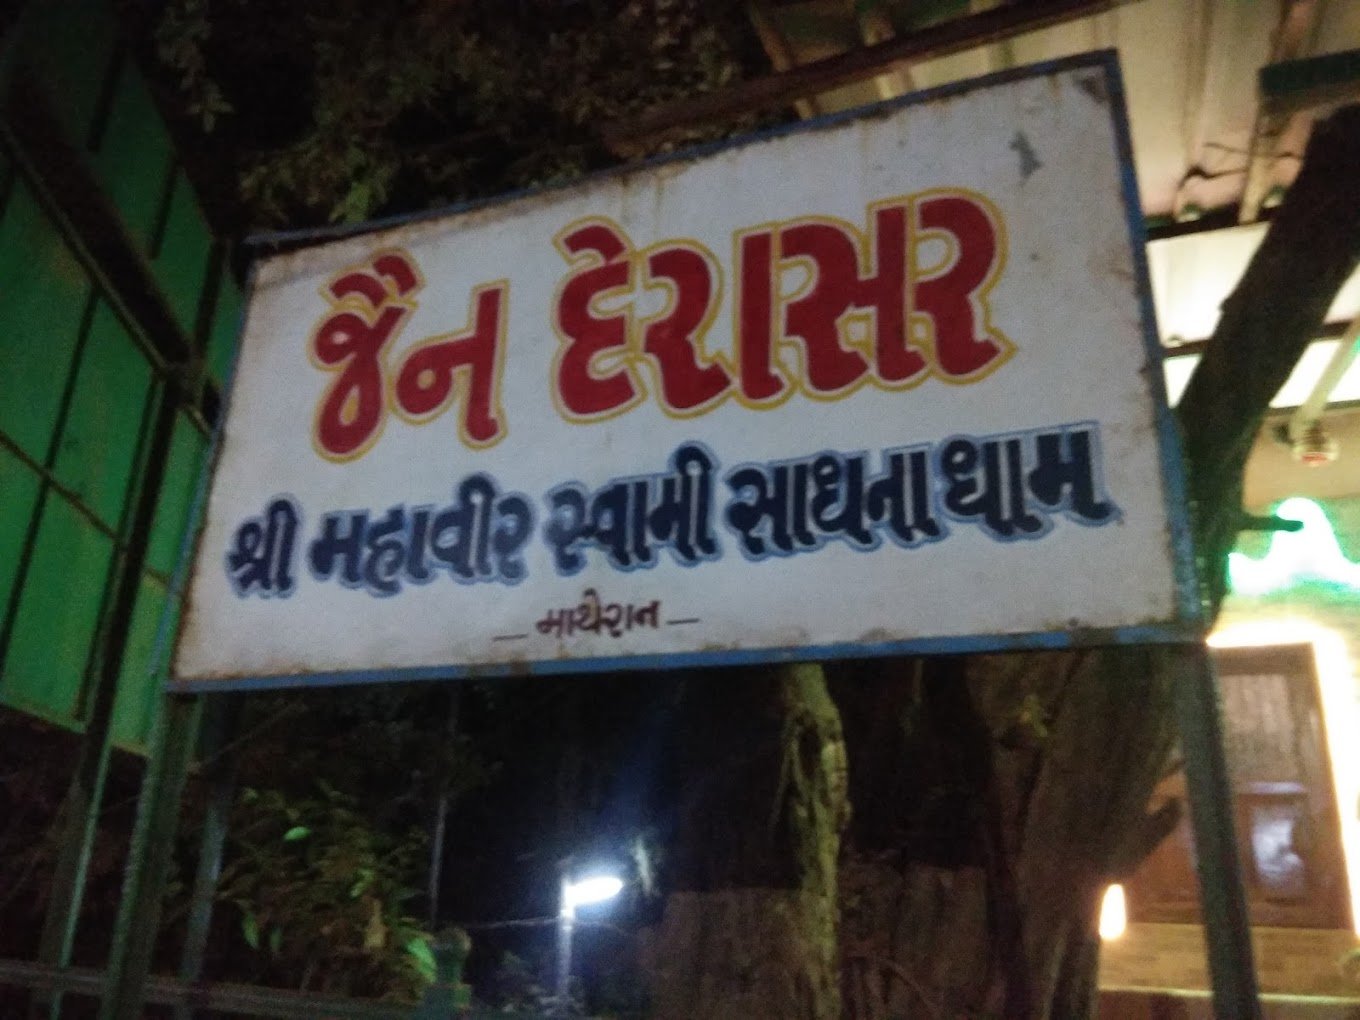 જૈન દેરાસર
શ્રી મહાવીર સ્વામી સાધના ધામ
— માથેરાન —